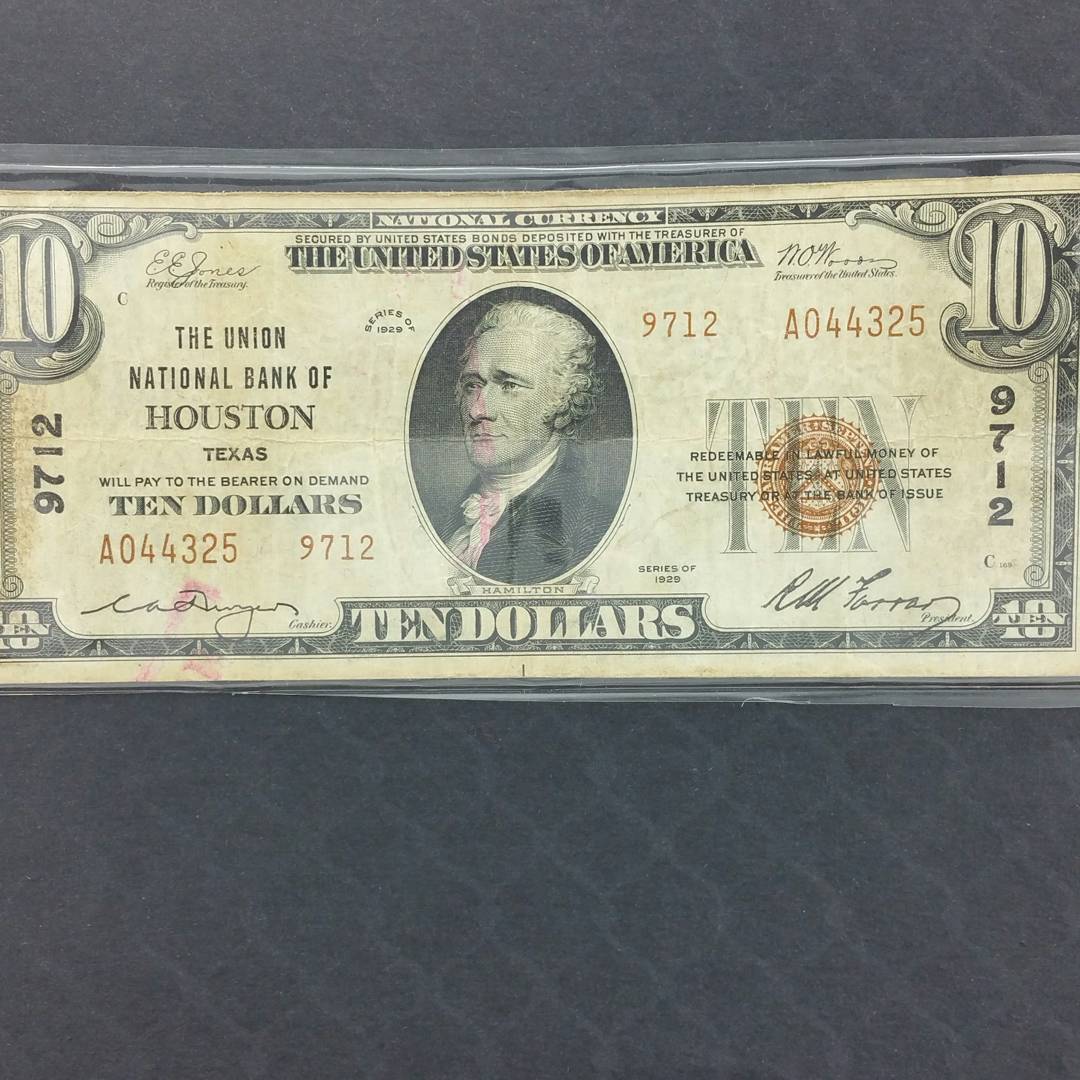 NATIONAL CURRENCY
SECURED BY UNITED STATES BONDS DEPOSITED WITH THE TREASURER OF
THE UNITED STATES OF AMERICA
10
10
E E Jones
Register of the Treasury.
W. O. Woods
Treasurer of the United States.
C
SERIES OF
1929
9712 A044325
THE UNION
NATIONAL BANK OF
HOUSTON
TEXAS
WILL PAY TO THE BEARER ON DEMAND
TEN DOLLARS
A044325 9712
9712
9712
TEN
REDEEMABLE IN LAWFUL MONEY OF
THE UNITED STATES AT UNITED STATES
TREASURY OR AT THE BANK OF ISSUE
SERIES OF
1929
C 169
HAMILTON
Cashier.
President.
10
TEN
TEN DOLLARS
10
TEN